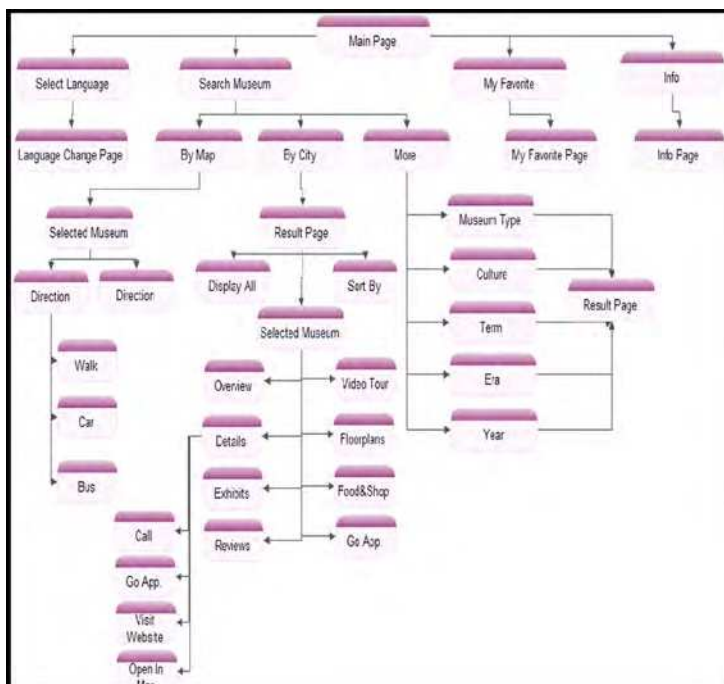 Main Page
Select Language
Search Museum
My Favorite
Info
Language Change Page
By Map
By City
More
My Favorite Page
Info Page
Selected Museum
Result Page
Museum Type
Direction
Direction
Display All
Sort By
Culture
Result Page
Selected Museum
Term
Walk
Overview
Video Tour
Era
Car
Details
Floorplans
Year
Bus
Exhibits
Food&Shop
Call
Reviews
Go App.
Go App.
Visit
Website
Open In